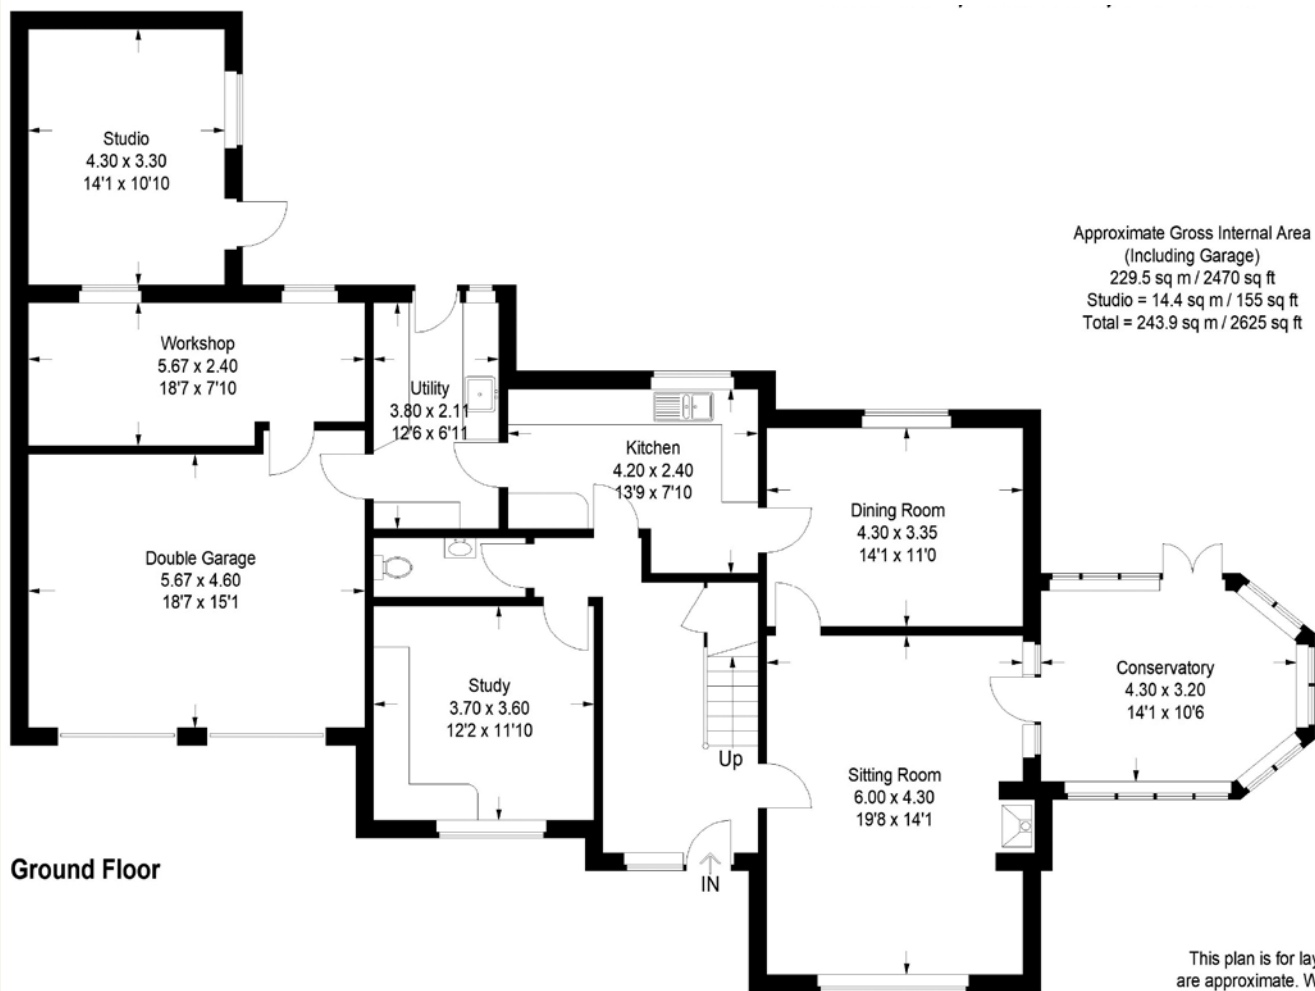 Studio
4.30 x 3.30
14'1 x 10'10
Approximate Gross Internal Area
(Including Garage)
229.5 sq m / 2470 sq ft
Studio = 14.4 sq m / 155 sq ft
Total = 243.9 sq m / 2625 sq ft
Workshop
5.67 x 2.40
18'7 x 7'10
Utility
3.80 x 2.11
12'6 x 6'11
Kitchen
4.20 x 2.40
13'9 x 7'10
Dining Room
4.30 x 3.35
14'1 x 11'0
Double Garage
5.67 x 4.60
18'7 x 15'1
Study
3.70 x 3.60
12'2 x 11'10
Up
Conservatory
4.30 x 3.20
14'1 x 10'6
Sitting Room
6.00 x 4.30
19'8 x 14'1
IN
Ground Floor
This plan is for lay
are approximate. W